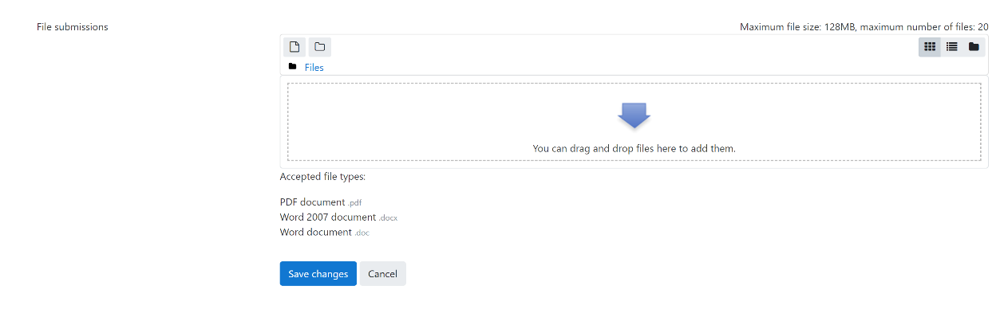 File submissions
Maximum file size: 128MB, maximum number of files: 20
Files
You can drag and drop files here to add them.
Accepted file types:
PDF document .pdf
Word 2007 document .docx
Word document .doc
Save changes
Cancel